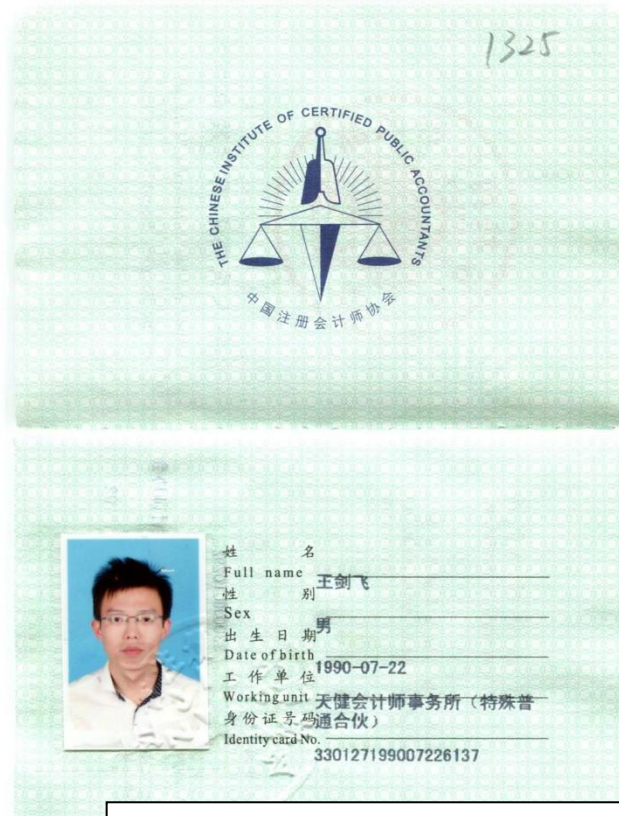 1325
THE CHINESE INSTITUTE OF CERTIFIED PUBLIC ACCOUNTANTS
中国注册会计师协会
姓 名
Full name 王剑飞
性 别
Sex 男
出生日期
Date of birth 1990-07-22
工作单位
Working unit 天健会计师事务所（特殊普
身份证号码 通合伙）
Identity card No. 330127199007226137